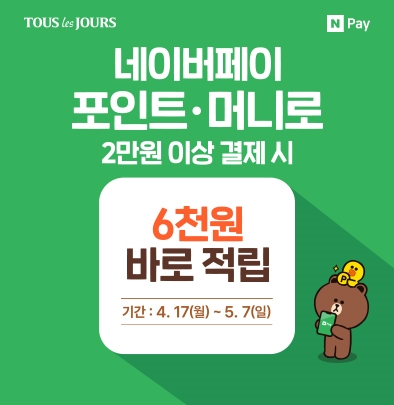 TOUS les JOURS
N Pay
네이버페이
포인트·머니로
2만원 이상 결제 시
6천원
바로 적립
기간 : 4. 17(월) ~ 5. 7(일)
P